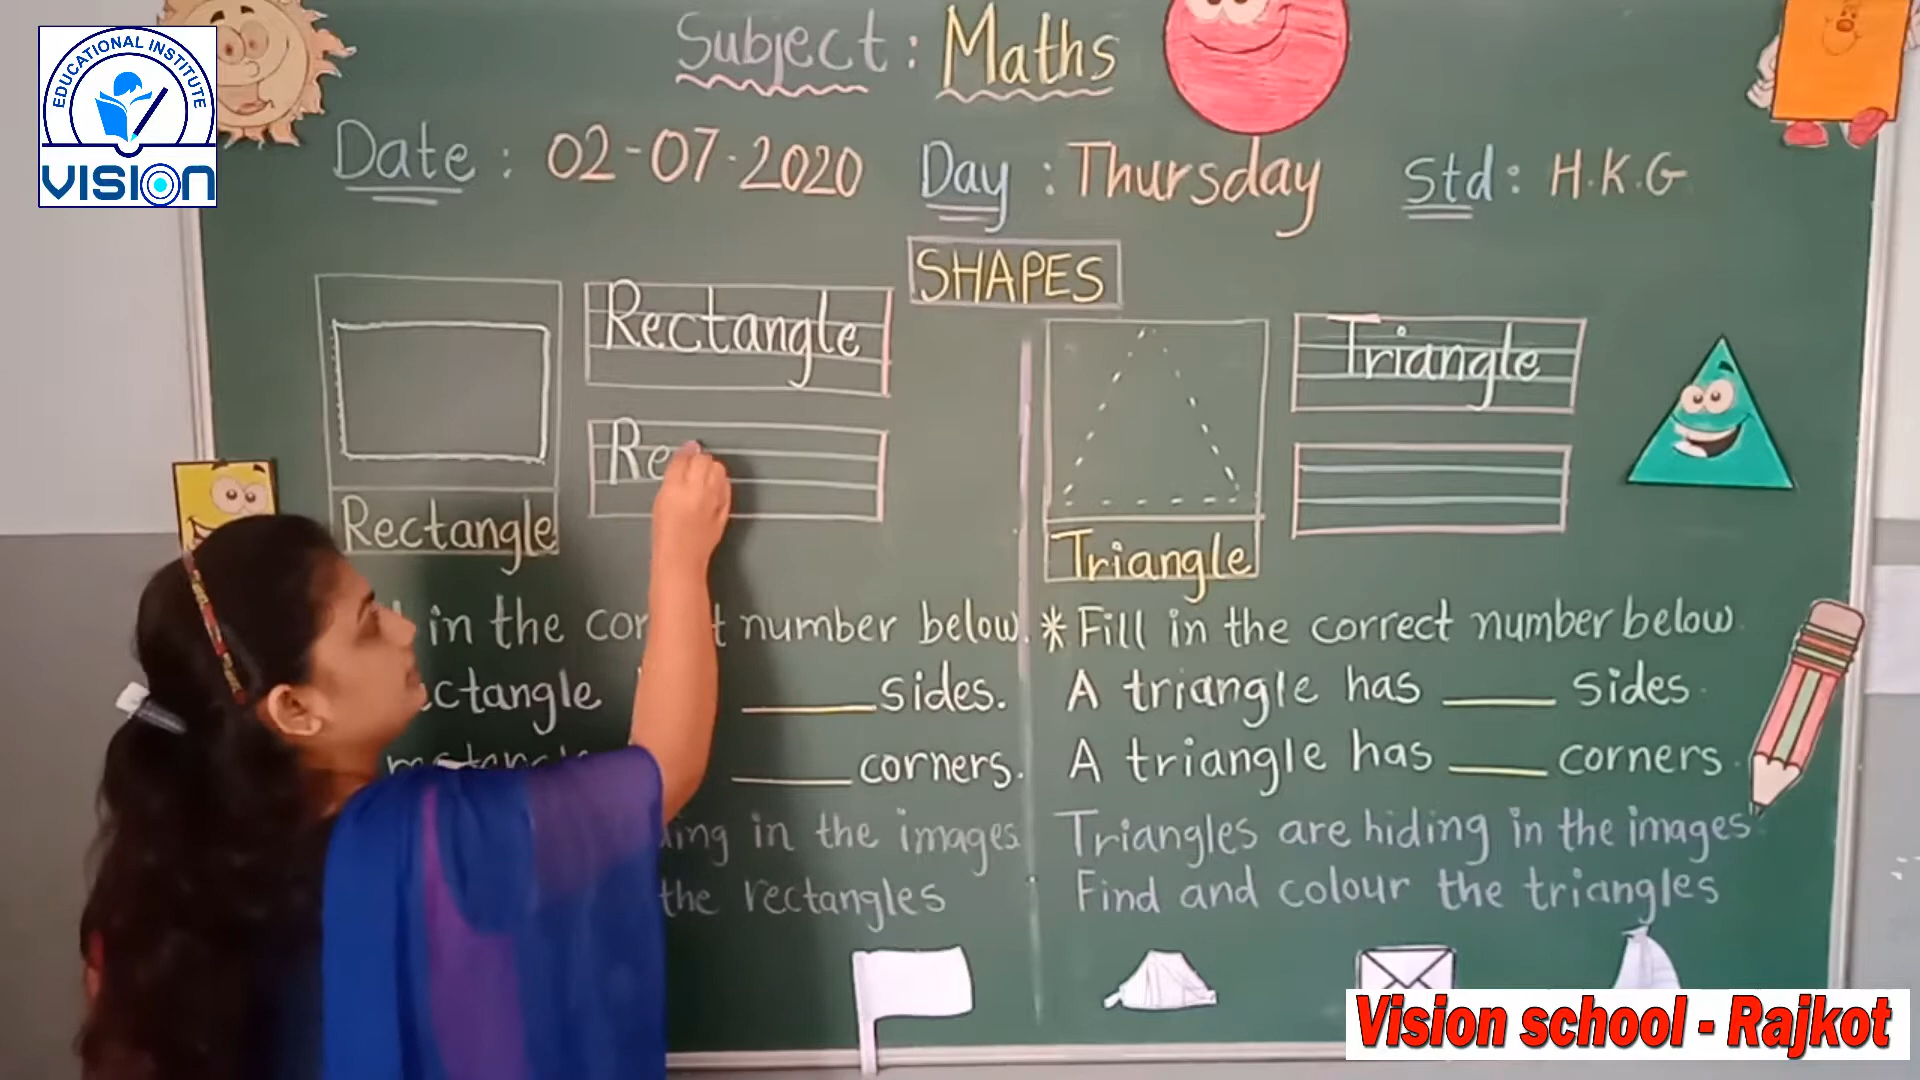 EDUCATIONAL INSTITUTE
VISION
Subject : Maths
Date : 02-07-2020 Day : Thursday Std : H.K.G
SHAPES
Rectangle
Re
Rectangle
Triangle
Triangle
in the number below.
sides.
corners.
in the images
the rectangles
* Fill in the correct number below
A triangle has ____ sides.
A triangle has ____ corners.
Triangles are hiding in the images
Find and colour the triangles
Vision school - Rajkot